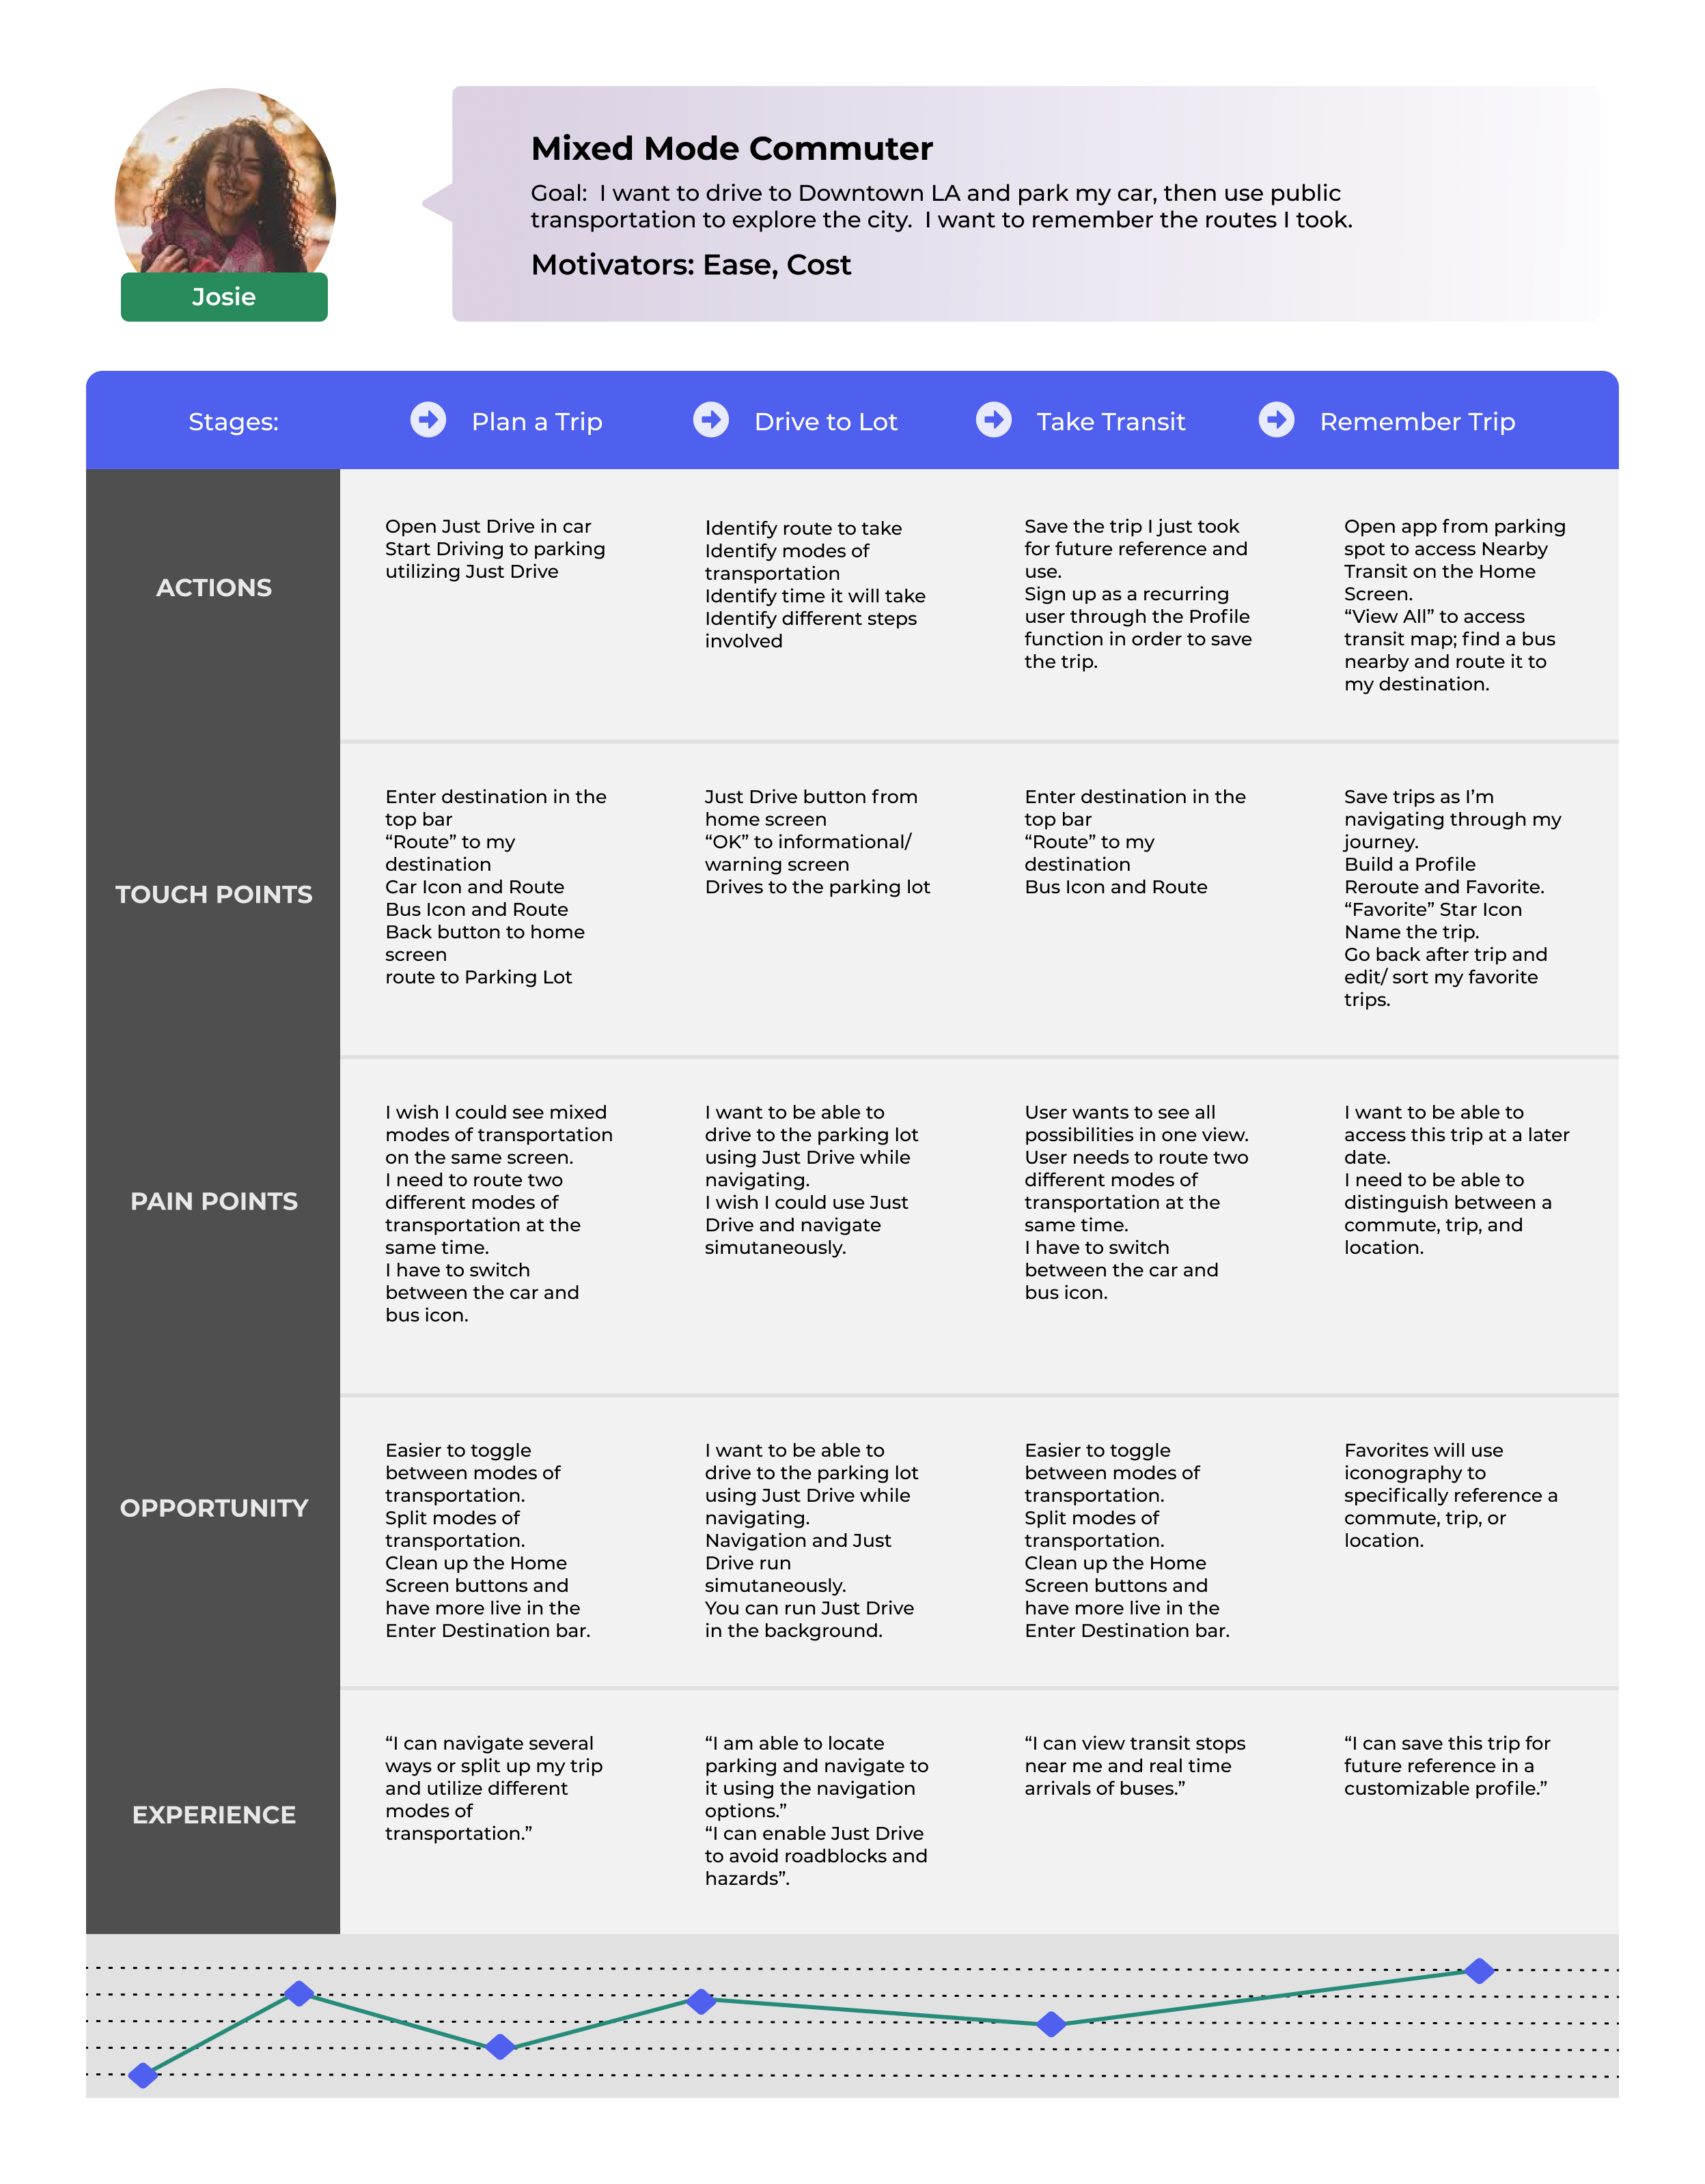 Mixed Mode Commuter
Goal:  I want to drive to Downtown LA and park my car, then use public
transportation to explore the city.  I want to remember the routes I took.
Motivators: Ease, Cost
Josie
Stages:
Plan a Trip
Drive to Lot
Take Transit
Remember Trip
ACTIONS
Open Just Drive in car
Start Driving to parking
utilizing Just Drive
Identify route to take
Identify modes of
transportation
Identify time it will take
Identify different steps
involved
Save the trip I just took
for future reference and
use.
Sign up as a recurring
user through the Profile
function in order to save
the trip.
Open app from parking
spot to access Nearby
Transit on the Home
Screen.
“View All” to access
transit map; find a bus
nearby and route it to
my destination.
TOUCH POINTS
Enter destination in the
top bar
“Route” to my
destination
Car Icon and Route
Bus Icon and Route
Back button to home
screen
route to Parking Lot
Just Drive button from
home screen
“OK” to informational/
warning screen
Drives to the parking lot
Enter destination in the
top bar
“Route” to my
destination
Bus Icon and Route
Save trips as I’m
navigating through my
journey.
Build a Profile
Reroute and Favorite.
“Favorite” Star Icon
Name the trip.
Go back after trip and
edit/ sort my favorite
trips.
PAIN POINTS
I wish I could see mixed
modes of transportation
on the same screen.
I need to route two
different modes of
transportation at the
same time.
I have to switch
between the car and
bus icon.
I want to be able to
drive to the parking lot
using Just Drive while
navigating.
I wish I could use Just
Drive and navigate
simutaneously.
User wants to see all
possibilities in one view.
User needs to route two
different modes of
transportation at the
same time.
I have to switch
between the car and
bus icon.
I want to be able to
access this trip at a later
date.
I need to be able to
distinguish between a
commute, trip, and
location.
OPPORTUNITY
Easier to toggle
between modes of
transportation.
Split modes of
transportation.
Clean up the Home
Screen buttons and
have more live in the
Enter Destination bar.
I want to be able to
drive to the parking lot
using Just Drive while
navigating.
Navigation and Just
Drive run
simutaneously.
You can run Just Drive
in the background.
Easier to toggle
between modes of
transportation.
Split modes of
transportation.
Clean up the Home
Screen buttons and
have more live in the
Enter Destination bar.
Favorites will use
iconography to
specifically reference a
commute, trip, or
location.
EXPERIENCE
“I can navigate several
ways or split up my trip
and utilize different
modes of
transportation.”
“I am able to locate
parking and navigate to
it using the navigation
options.”
“I can enable Just Drive
to avoid roadblocks and
hazards”.
“I can view transit stops
near me and real time
arrivals of buses.”
“I can save this trip for
future reference in a
customizable profile.”